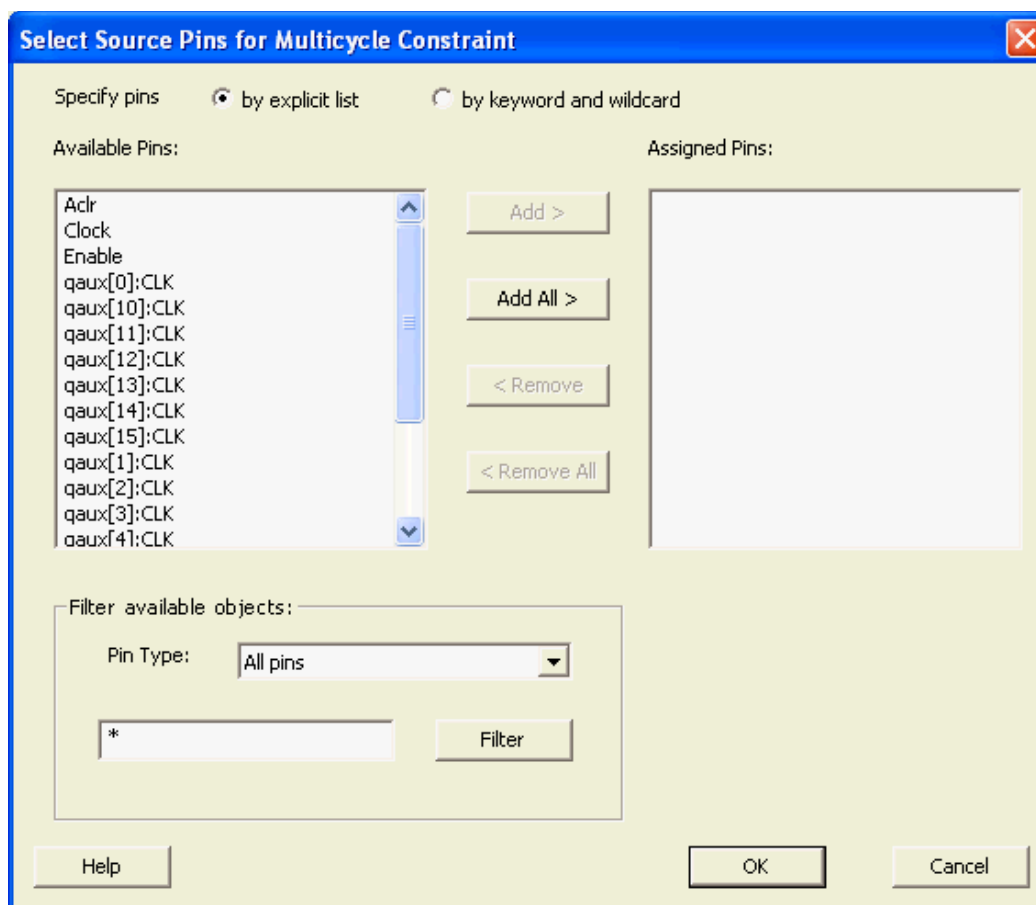 Select Source Pins for Multicycle Constraint
Specify pins by explicit list by keyword and wildcard
Available Pins: Assigned Pins:
Aclr
Clock
Enable
qaux[0]:CLK
qaux[10]:CLK
qaux[11]:CLK
qaux[12]:CLK
qaux[13]:CLK
qaux[14]:CLK
qaux[15]:CLK
qaux[1]:CLK
qaux[2]:CLK
qaux[3]:CLK
qaux[4]:CLK
Add >
Add All >
< Remove
< Remove All
Filter available objects:
Pin Type: All pins
* Filter
Help OK Cancel